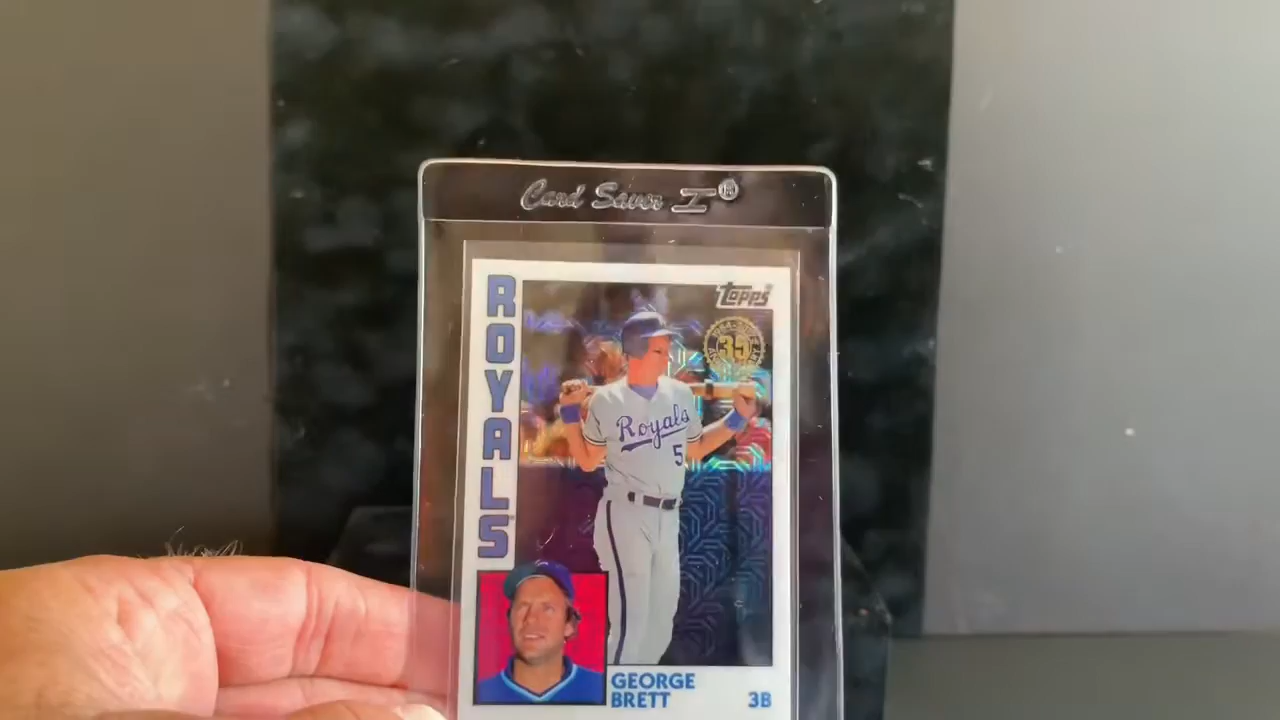 Card Saver I®
ROYALS
Topps
35
Royals
5
GEORGE
BRETT
3B